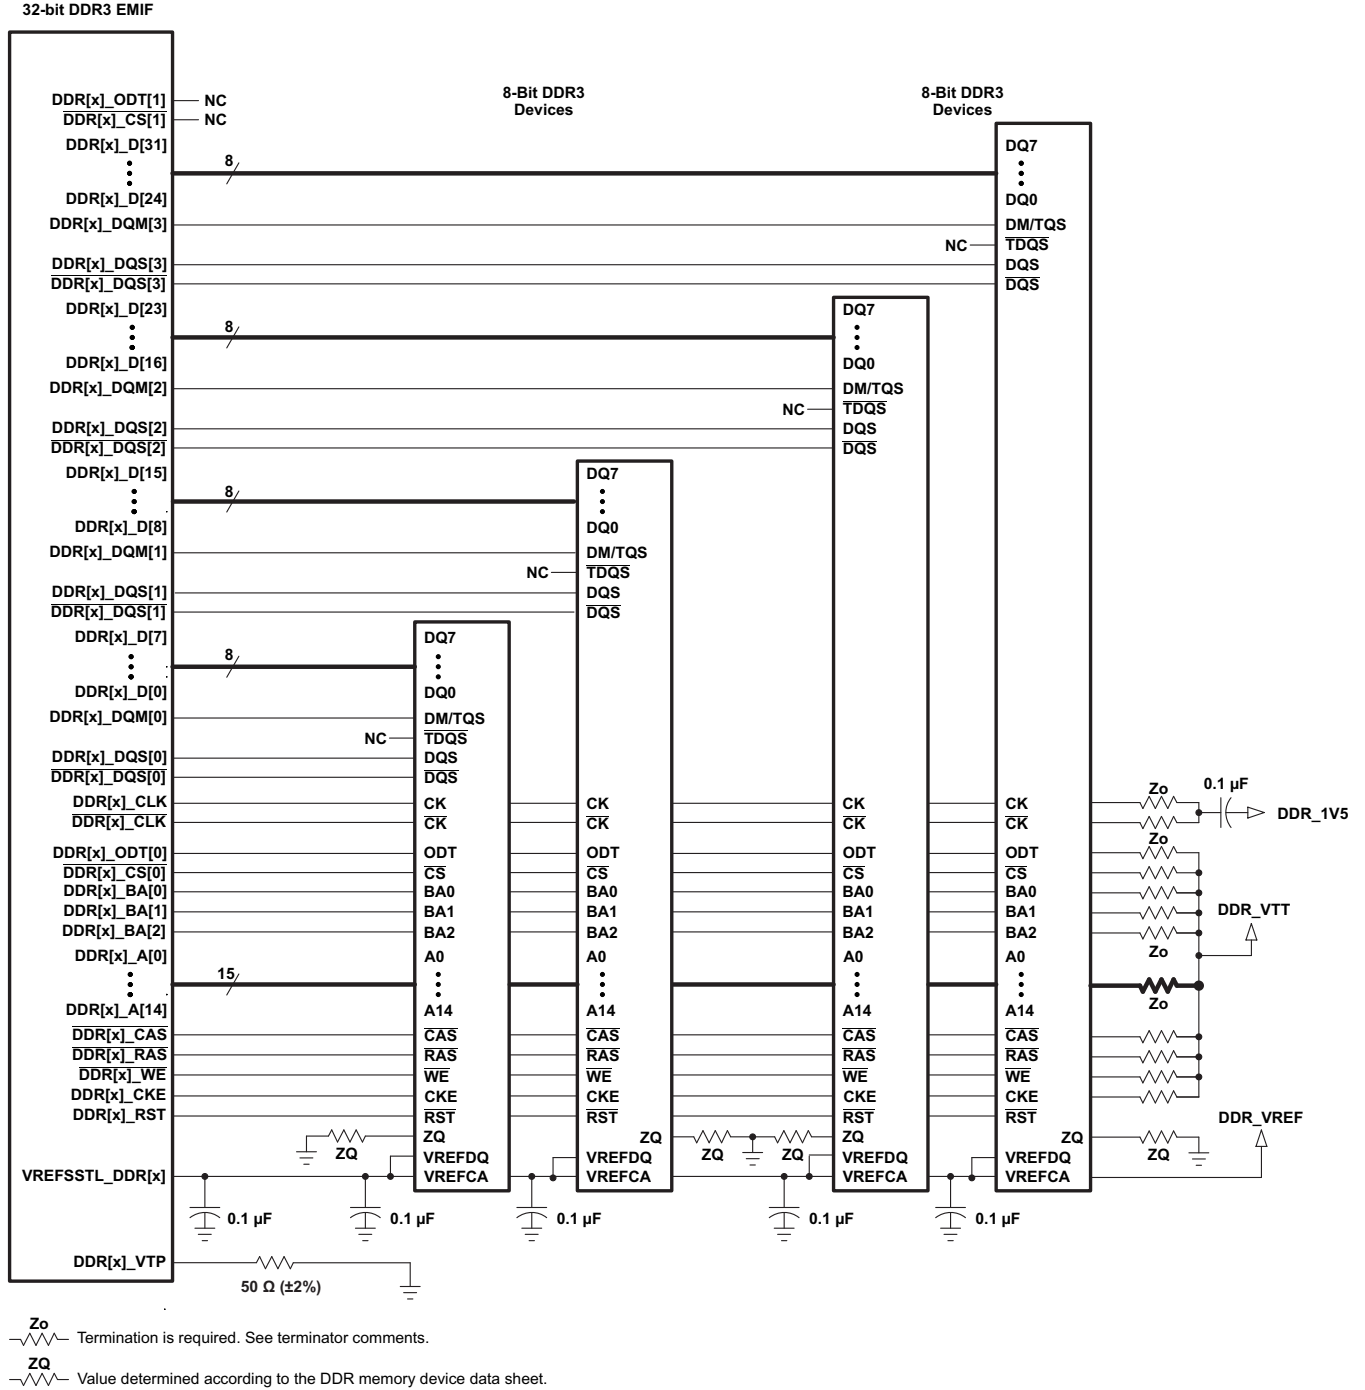 32-bit DDR3 EMIF
8-Bit DDR3
Devices
8-Bit DDR3
Devices
DDR[x]_ODT[1] NC
DDR[x]_CS[1] NC
DDR[x]_D[31] DQ7
8
DDR[x]_D[24] DQ0
DDR[x]_DQM[3] DM/TQS
NC TDQS
DDR[x]_DQS[3] DQS
DDR[x]_DQS[3] DQS
DDR[x]_D[23] DQ7
8
DDR[x]_D[16] DQ0
DDR[x]_DQM[2] DM/TQS
NC TDQS
DDR[x]_DQS[2] DQS
DDR[x]_DQS[2] DQS
DDR[x]_D[15] DQ7
8
DDR[x]_D[8] DQ0
DDR[x]_DQM[1] DM/TQS
NC TDQS
DDR[x]_DQS[1] DQS
DDR[x]_DQS[1] DQS
DDR[x]_D[7] DQ7
8
DDR[x]_D[0] DQ0
DDR[x]_DQM[0] DM/TQS
NC TDQS
DDR[x]_DQS[0] DQS
DDR[x]_DQS[0] DQS
Zo 0.1 µF
DDR[x]_CLK CK CK CK CK
DDR_1V5
DDR[x]_CLK CK CK CK CK
Zo
DDR[x]_ODT[0] ODT ODT ODT ODT
DDR[x]_CS[0] CS CS CS CS
DDR[x]_BA[0] BA0 BA0 BA0 BA0
DDR[x]_BA[1] BA1 BA1 BA1 BA1 DDR_VTT
DDR[x]_BA[2] BA2 BA2 BA2 BA2
Zo
DDR[x]_A[0] A0 A0 A0 A0
15
Zo
DDR[x]_A[14] A14 A14 A14 A14
DDR[x]_CAS CAS CAS CAS CAS
DDR[x]_RAS RAS RAS RAS RAS
DDR[x]_WE WE WE WE WE
DDR[x]_CKE CKE CKE CKE CKE
DDR[x]_RST RST RST RST RST DDR_VREF
ZQ ZQ ZQ ZQ
ZQ ZQ ZQ ZQ
VREFDQ VREFDQ VREFDQ VREFDQ
VREFSSTL_DDR[x] VREFCA VREFCA VREFCA VREFCA
0.1 µF 0.1 µF 0.1 µF 0.1 µF 0.1 µF
DDR[x]_VTP
50 Ω (±2%)
Zo
Termination is required. See terminator comments.
ZQ
Value determined according to the DDR memory device data sheet.